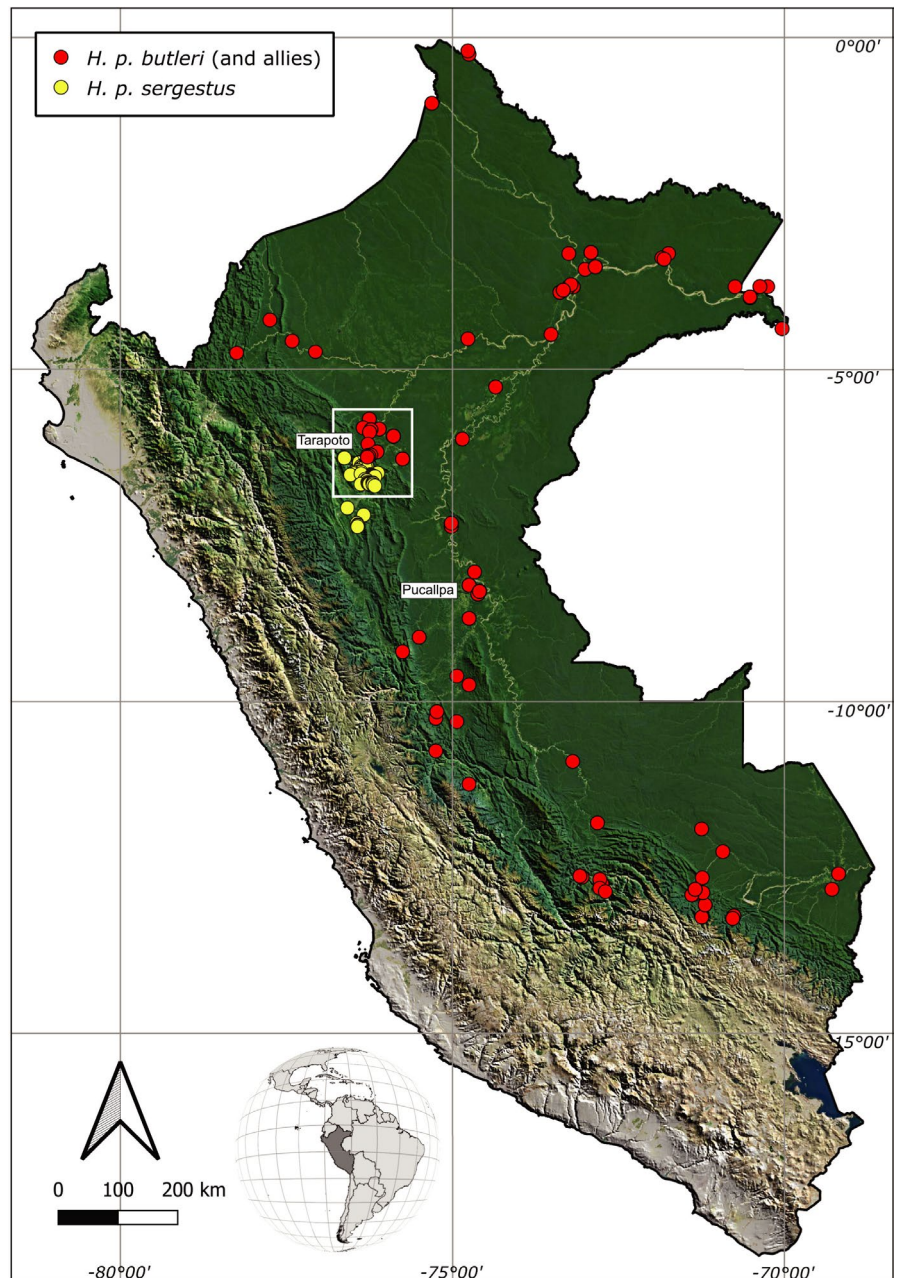 0°00'
H. p. butleri (and allies)
H. p. sergestus
-5°00'
Tarapoto
Pucallpa
-10°00'
-15°00'
0 100 200 km
-80°00' -75°00' -70°00'